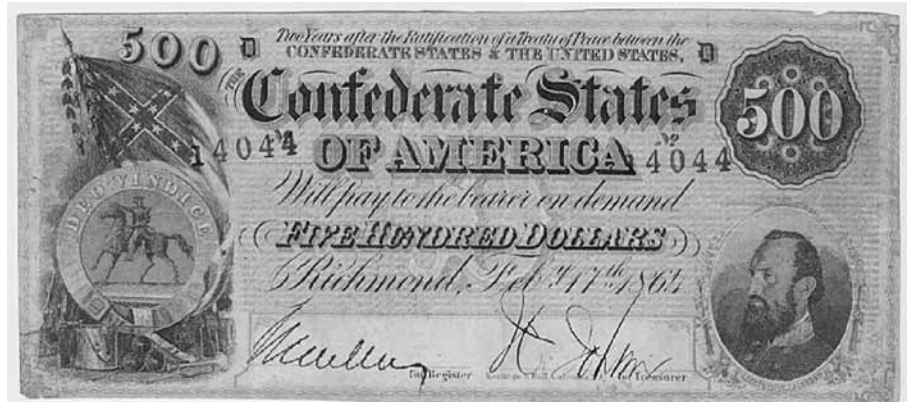 500 D Two Years after the Ratification of a Treaty of Peace between the D
CONFEDERATE STATES & THE UNITED STATES,
THE
Confederate States
500
14044 OF AMERICA No 14044
DEO VINDICE
Will pay to the bearer on demand
FIVE HUNDRED DOLLARS
Richmond, Feby 17th, 1864
for Register for Treasurer